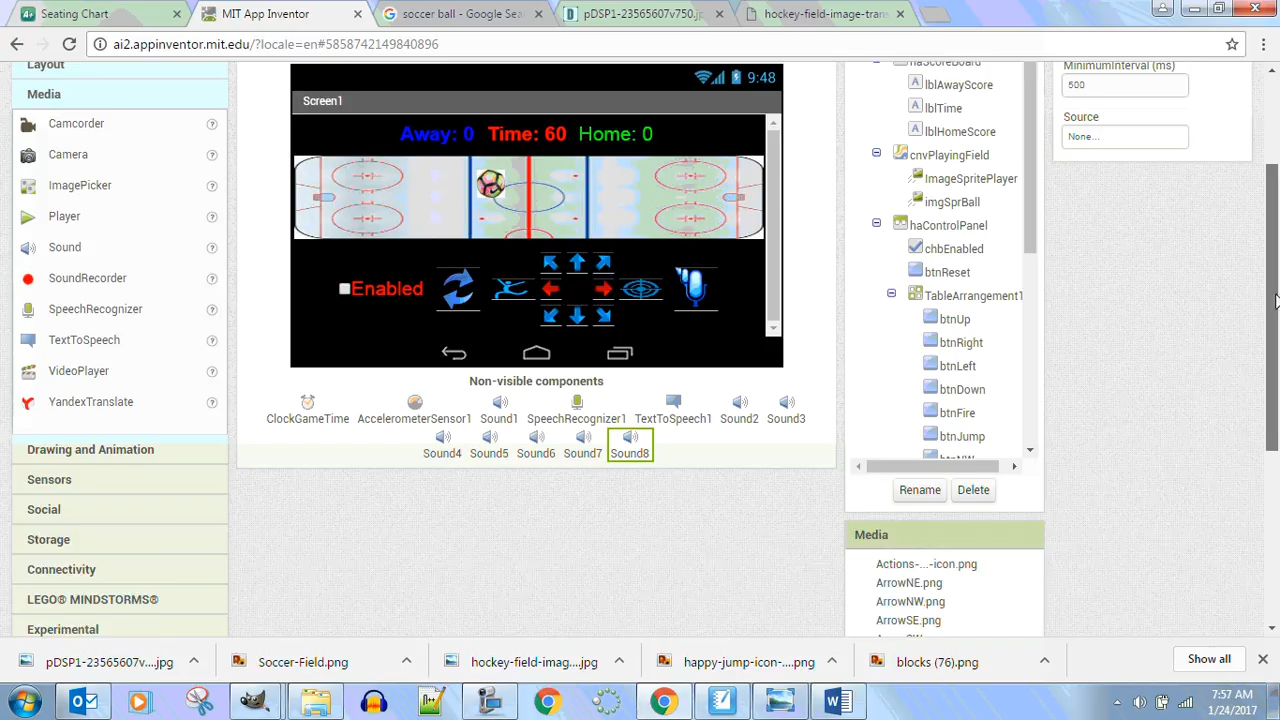 Seating Chart
MIT App Inventor
soccer ball - Google Sea
pDSP1-23565607v750.j
hockey-field-image-tran
ai2.appinventor.mit.edu/?locale=en#5858742149840896
Layout
Media
Camcorder
Camera
ImagePicker
Player
Sound
SoundRecorder
SpeechRecognizer
TextToSpeech
VideoPlayer
YandexTranslate
Drawing and Animation
Sensors
Social
Storage
Connectivity
LEGO® MINDSTORMS®
Experimental
9:48
Screen1
Away: 0 Time: 60 Home: 0
Enabled
Non-visible components
ClockGameTime AccelerometerSensor1 Sound1 SpeechRecognizer1 TextToSpeech1 Sound2 Sound3
Sound4 Sound5 Sound6 Sound7 Sound8
haScoreBoard
lblAwayScore
lblTime
lblHomeScore
cnvPlayingField
ImageSpritePlayer
imgSprBall
haControlPanel
chbEnabled
btnReset
TableArrangement1
btnUp
btnRight
btnLeft
btnDown
btnFire
btnJump
btnNW
Rename Delete
Media
Actions-...-icon.png
ArrowNE.png
ArrowNW.png
ArrowSE.png
MinimumInterval (ms)
500
Source
None...
pDSP1-23565607v....jpg
Soccer-Field.png
hockey-field-imag....jpg
happy-jump-icon-....png
blocks (76).png
Show all
7:57 AM
1/24/2017